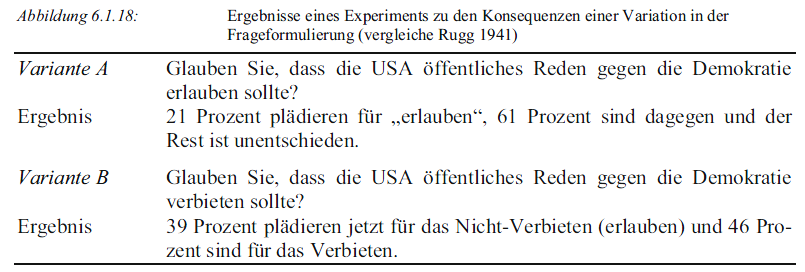 Abbildung 6.1.18: Ergebnisse eines Experiments zu den Konsequenzen einer Variation in der
Frageformulierung (vergleiche Rugg 1941)
Variante A Glauben Sie, dass die USA öffentliches Reden gegen die Demokratie
erlauben sollte?
Ergebnis 21 Prozent plädieren für „erlauben“, 61 Prozent sind dagegen und der
Rest ist unentschieden.
Variante B Glauben Sie, dass die USA öffentliches Reden gegen die Demokratie
verbieten sollte?
Ergebnis 39 Prozent plädieren jetzt für das Nicht-Verbieten (erlauben) und 46 Pro-
zent sind für das Verbieten.